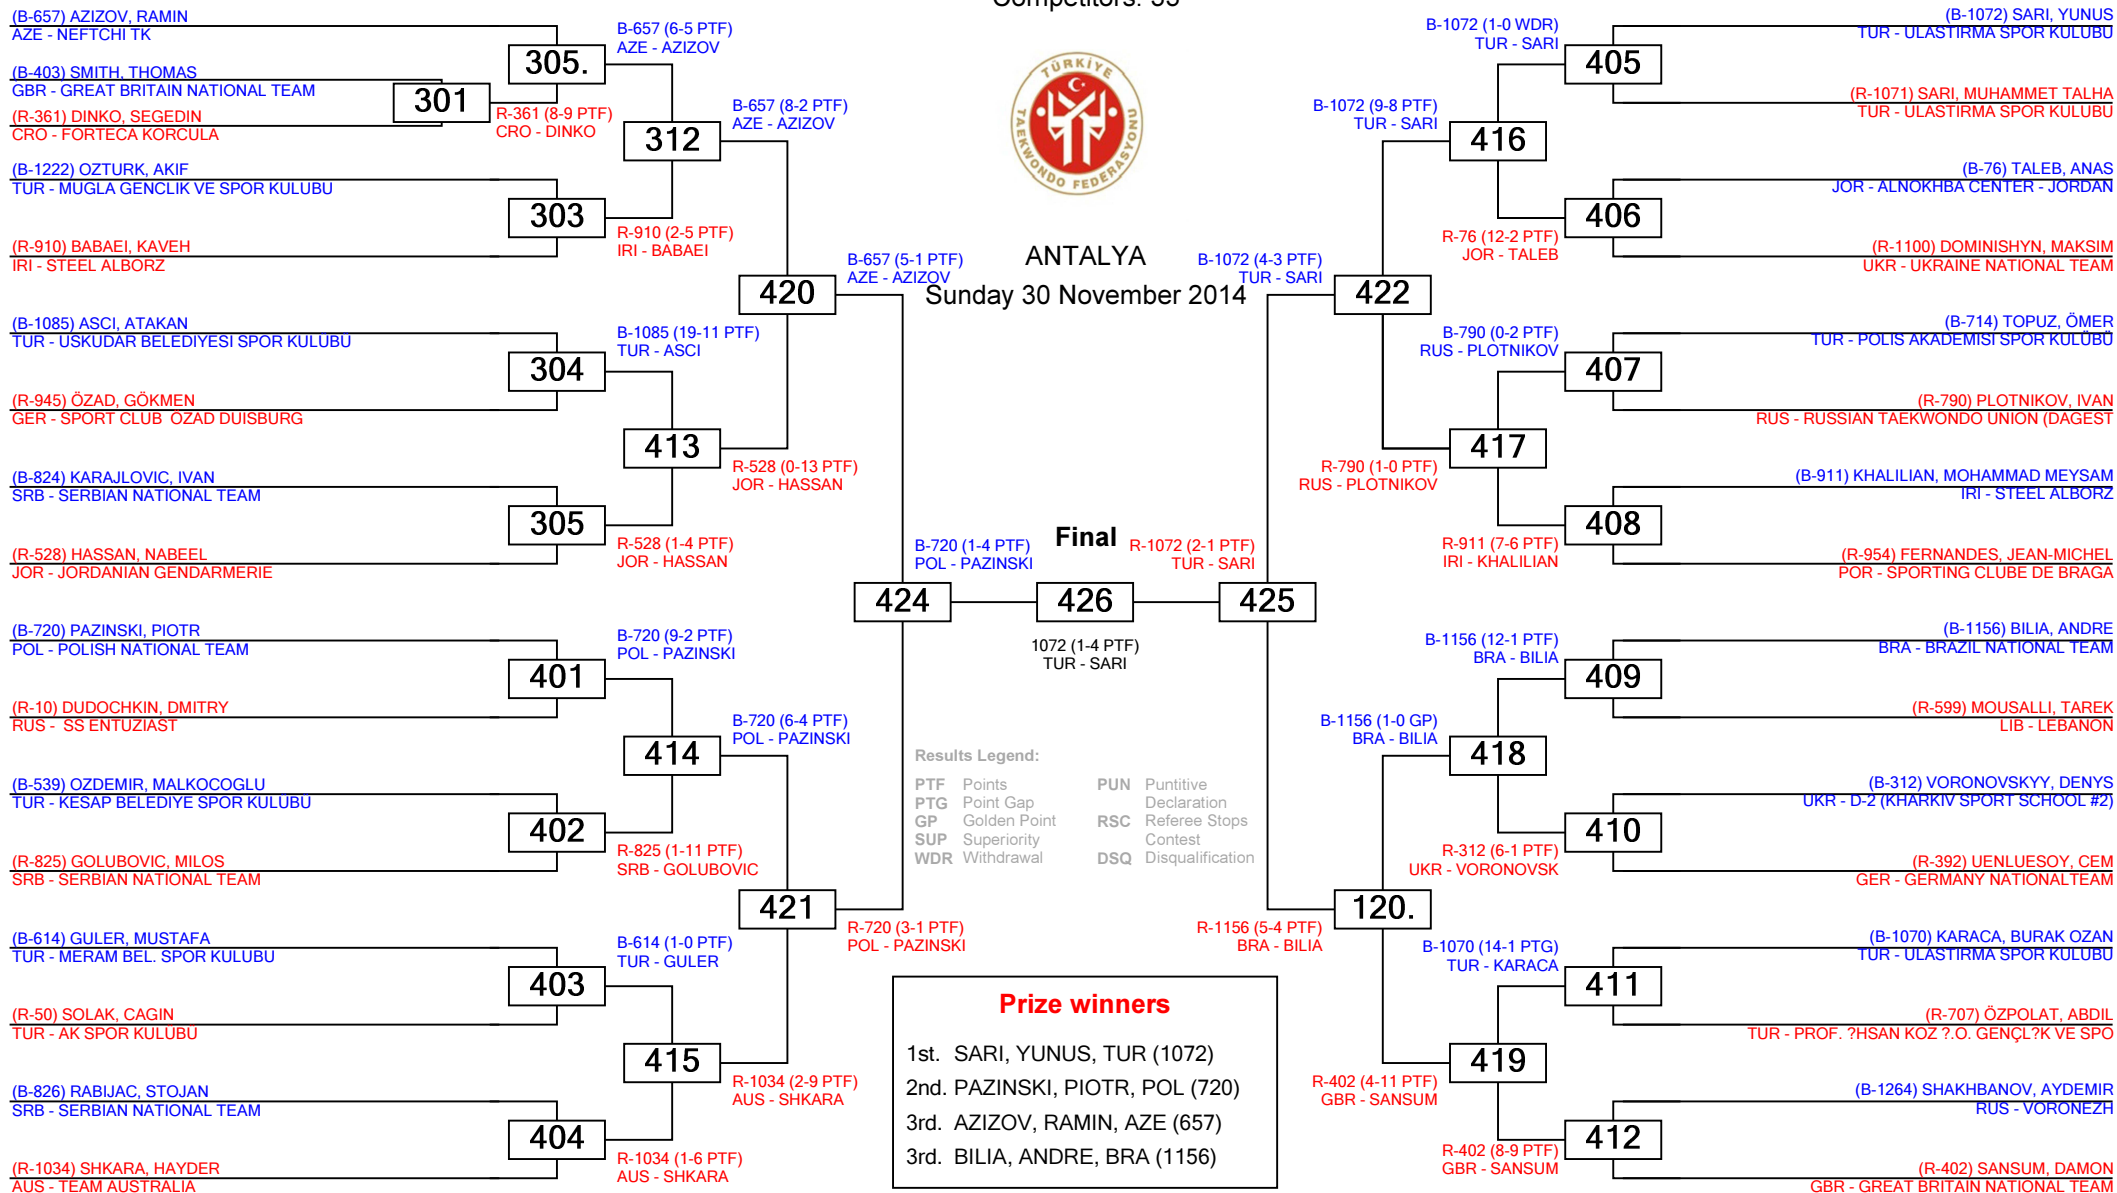 Competitors: 33
(B-657) AZIZOV, RAMIN
AZE - NEFTCHI TK
(B-403) SMITH, THOMAS
GBR - GREAT BRITAIN NATIONAL TEAM
(R-361) DINKO, SEGEDIN
CRO - FORTECA KORCULA
(B-1222) OZTURK, AKIF
TUR - MUGLA GENCLIK VE SPOR KULUBU
(R-910) BABAEI, KAVEH
IRI - STEEL ALBORZ
(B-1085) ASCI, ATAKAN
TUR - USKUDAR BELEDIYESI SPOR KULUBU
(R-945) ÖZAD, GÖKMEN
GER - SPORT CLUB OZAD DUISBURG
(B-824) KARAJLOVIC, IVAN
SRB - SERBIAN NATIONAL TEAM
(R-528) HASSAN, NABEEL
JOR - JORDANIAN GENDARMERIE
(B-720) PAZINSKI, PIOTR
POL - POLISH NATIONAL TEAM
(R-10) DUDOCHKIN, DMITRY
RUS - SS ENTUZIAST
(B-539) OZDEMIR, MALKOCOGLU
TUR - KESAP BELEDIYE SPOR KULÜBÜ
(R-825) GOLUBOVIC, MILOS
SRB - SERBIAN NATIONAL TEAM
(B-614) GULER, MUSTAFA
TUR - MERAM BEL. SPOR KULUBU
(R-50) SOLAK, CAGIN
TUR - AK SPOR KULUBU
(B-826) RABIJAC, STOJAN
SRB - SERBIAN NATIONAL TEAM
(R-1034) SHKARA, HAYDER
AUS - TEAM AUSTRALIA
301
R-361 (8-9 PTF)
CRO - DINKO
305.
303
304
305
401
402
403
404
B-657 (6-5 PTF)
AZE - AZIZOV
R-910 (2-5 PTF)
IRI - BABAEI
B-1085 (19-11 PTF)
TUR - ASCI
R-528 (1-4 PTF)
JOR - HASSAN
B-720 (9-2 PTF)
POL - PAZINSKI
R-825 (1-11 PTF)
SRB - GOLUBOVIC
B-614 (1-0 PTF)
TUR - GULER
R-1034 (1-6 PTF)
AUS - SHKARA
312
413
414
415
B-657 (8-2 PTF)
AZE - AZIZOV
R-528 (0-13 PTF)
JOR - HASSAN
B-720 (6-4 PTF)
POL - PAZINSKI
R-1034 (2-9 PTF)
AUS - SHKARA
420
421
B-657 (5-1 PTF)
AZE - AZIZOV
R-720 (3-1 PTF)
POL - PAZINSKI
424
B-720 (1-4 PTF)
POL - PAZINSKI
TÜRKİYE
TAEKWONDO FEDERASYONU
ANTALYA
Sunday 30 November 2014
Final
426
1072 (1-4 PTF)
TUR - SARI
R-1072 (2-1 PTF)
TUR - SARI
425
Results Legend:
PTF Points
PTG Point Gap
GP Golden Point
SUP Superiority
WDR Withdrawal
PUN Puntitive
Declaration
RSC Referee Stops
Contest
DSQ Disqualification
Prize winners
1st. SARI, YUNUS, TUR (1072)
2nd. PAZINSKI, PIOTR, POL (720)
3rd. AZIZOV, RAMIN, AZE (657)
3rd. BILIA, ANDRE, BRA (1156)
B-1072 (4-3 PTF)
TUR - SARI
R-1156 (5-4 PTF)
BRA - BILIA
422
120.
B-1072 (9-8 PTF)
TUR - SARI
R-790 (1-0 PTF)
RUS - PLOTNIKOV
B-1156 (1-0 GP)
BRA - BILIA
R-402 (4-11 PTF)
GBR - SANSUM
416
417
418
419
B-1072 (1-0 WDR)
TUR - SARI
R-76 (12-2 PTF)
JOR - TALEB
B-790 (0-2 PTF)
RUS - PLOTNIKOV
R-911 (7-6 PTF)
IRI - KHALILIAN
B-1156 (12-1 PTF)
BRA - BILIA
R-312 (6-1 PTF)
UKR - VORONOVSK
B-1070 (14-1 PTG)
TUR - KARACA
R-402 (8-9 PTF)
GBR - SANSUM
405
406
407
408
409
410
411
412
(B-1072) SARI, YUNUS
TUR - ULASTIRMA SPOR KULUBU
(R-1071) SARI, MUHAMMET TALHA
TUR - ULASTIRMA SPOR KULUBU
(B-76) TALEB, ANAS
JOR - ALNOKHBA CENTER - JORDAN
(R-1100) DOMINISHYN, MAKSIM
UKR - UKRAINE NATIONAL TEAM
(B-714) TOPUZ, ÖMER
TUR - POLIS AKADEMISI SPOR KULÜBÜ
(R-790) PLOTNIKOV, IVAN
RUS - RUSSIAN TAEKWONDO UNION (DAGEST
(B-911) KHALILIAN, MOHAMMAD MEYSAM
IRI - STEEL ALBORZ
(R-954) FERNANDES, JEAN-MICHEL
POR - SPORTING CLUBE DE BRAGA
(B-1156) BILIA, ANDRE
BRA - BRAZIL NATIONAL TEAM
(R-599) MOUSALLI, TAREK
LIB - LEBANON
(B-312) VORONOVSKYY, DENYS
UKR - D-2 (KHARKIV SPORT SCHOOL #2)
(R-392) UENLUESOY, CEM
GER - GERMANY NATIONALTEAM
(B-1070) KARACA, BURAK OZAN
TUR - ULASTIRMA SPOR KULUBU
(R-707) ÖZPOLAT, ABDIL
TUR - PROF. ?HSAN KOZ ?.O. GENÇL?K VE SPO
(B-1264) SHAKHBANOV, AYDEMIR
RUS - VORONEZH
(R-402) SANSUM, DAMON
GBR - GREAT BRITAIN NATIONAL TEAM